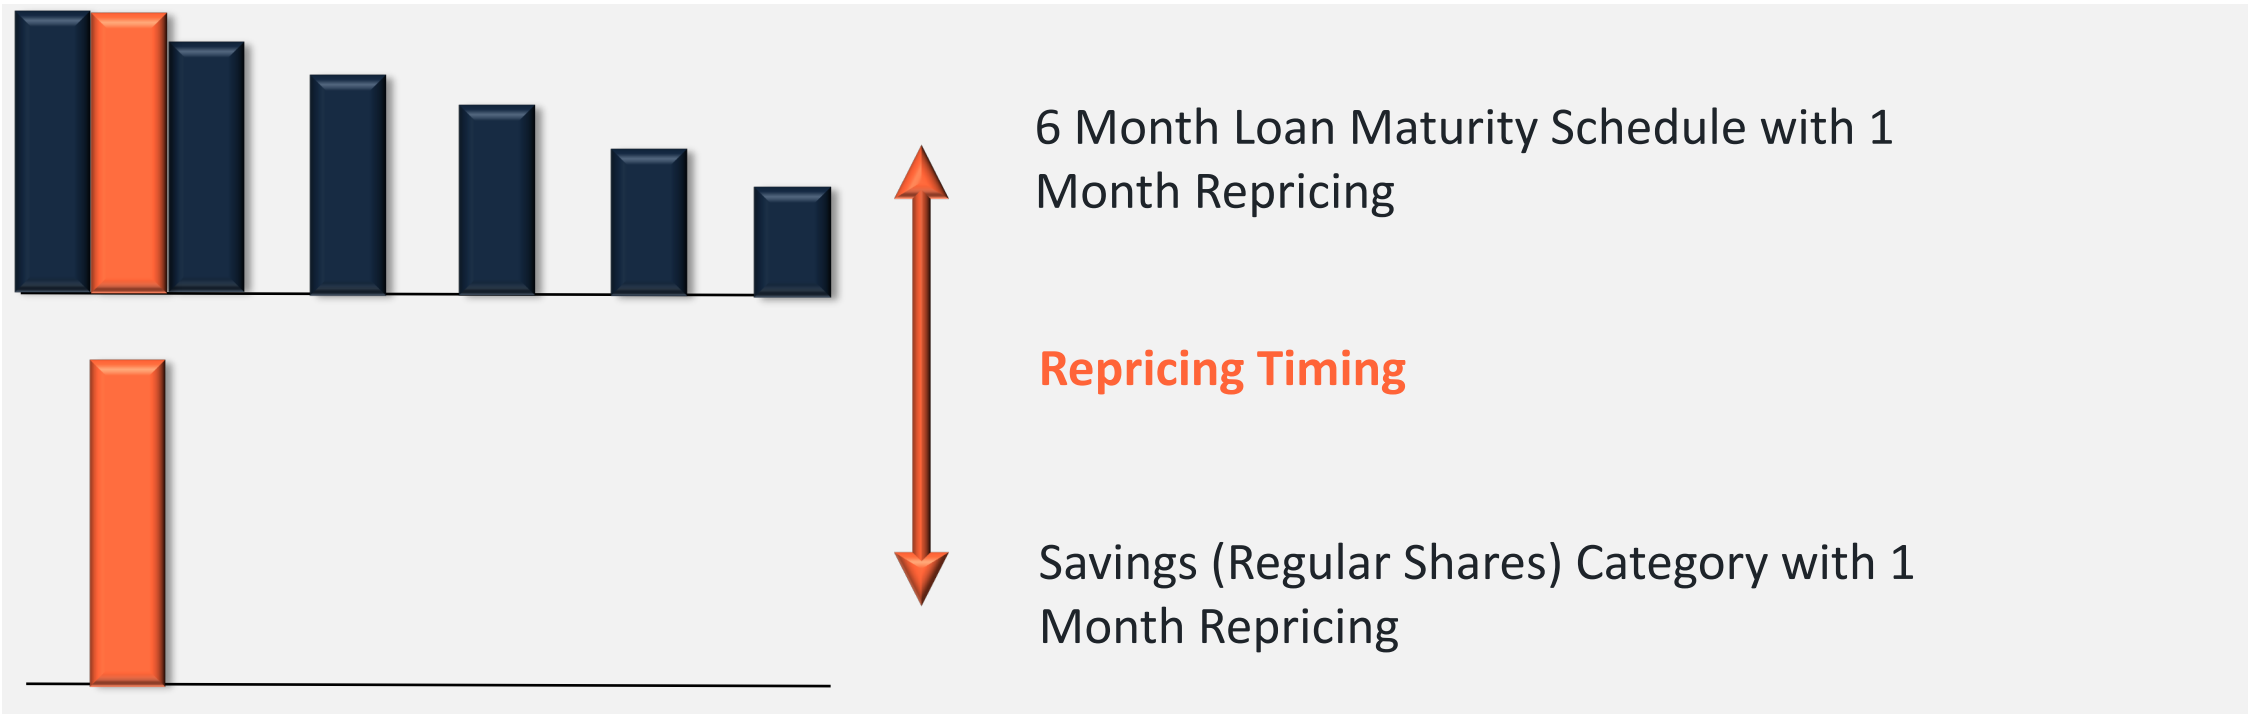 6 Month Loan Maturity Schedule with 1
Month Repricing
Repricing Timing
Savings (Regular Shares) Category with 1
Month Repricing